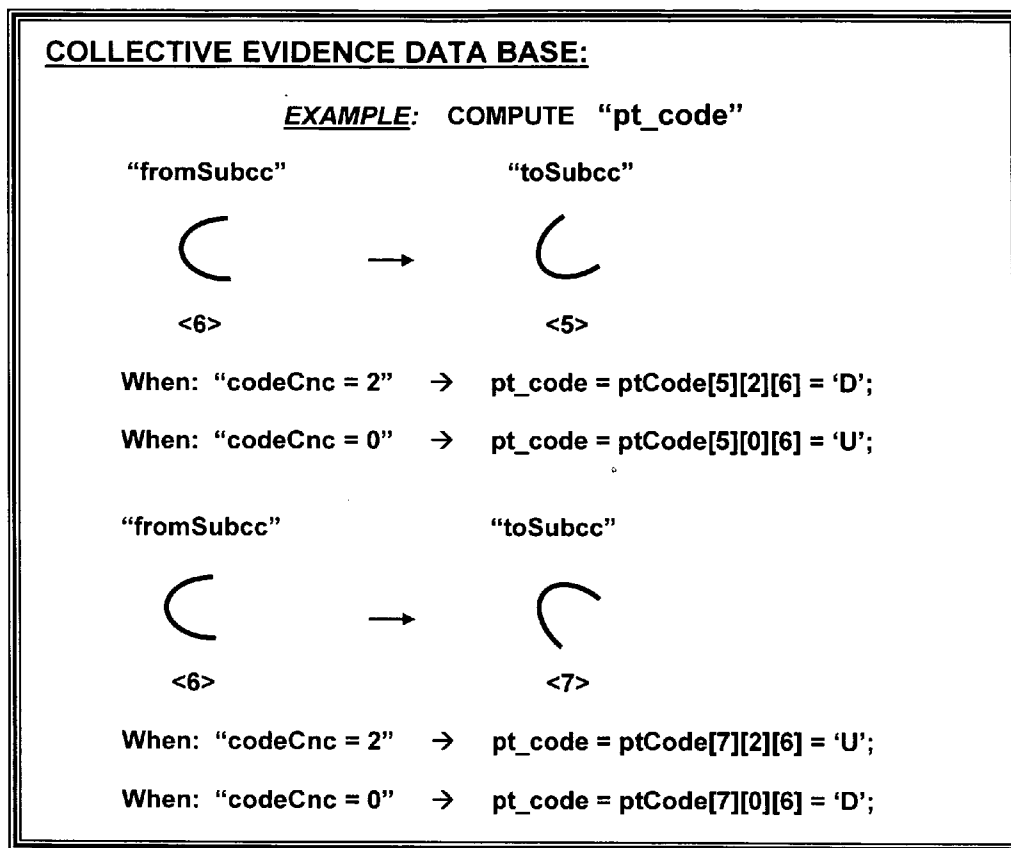 COLLECTIVE EVIDENCE DATA BASE:
EXAMPLE: COMPUTE “pt_code”
“fromSubcc” “toSubcc”
→
<6> <5>
When: “codeCnc = 2” → pt_code = ptCode[5][2][6] = ‘D’;
When: “codeCnc = 0” → pt_code = ptCode[5][0][6] = ‘U’;
“fromSubcc” “toSubcc”
→
<6> <7>
When: “codeCnc = 2” → pt_code = ptCode[7][2][6] = ‘U’;
When: “codeCnc = 0” → pt_code = ptCode[7][0][6] = ‘D’;